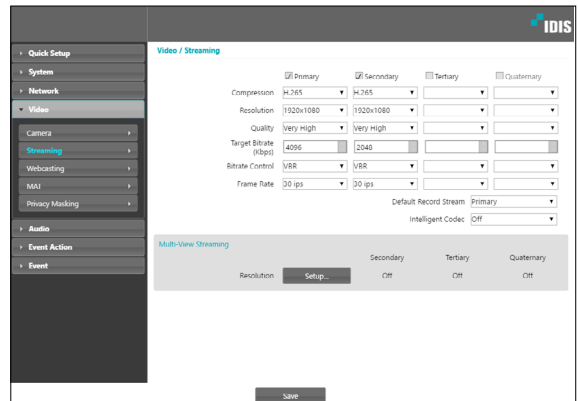 IDIS
Quick Setup
System
Network
Video
Camera
Streaming
Webcasting
MAI
Privacy Masking
Audio
Event Action
Event
Video / Streaming
Primary Secondary Tertiary Quaternary
Compression H.265 H.265
Resolution 1920x1080 1920x1080
Quality Very High Very High
Target Bitrate
(Kbps) 4096 2048
Bitrate Control VBR VBR
Frame Rate 30 ips 30 ips
Default Record Stream Primary
Intelligent Codec Off
Multi-View Streaming
Secondary Tertiary Quaternary
Resolution Setup... Off Off Off
Save